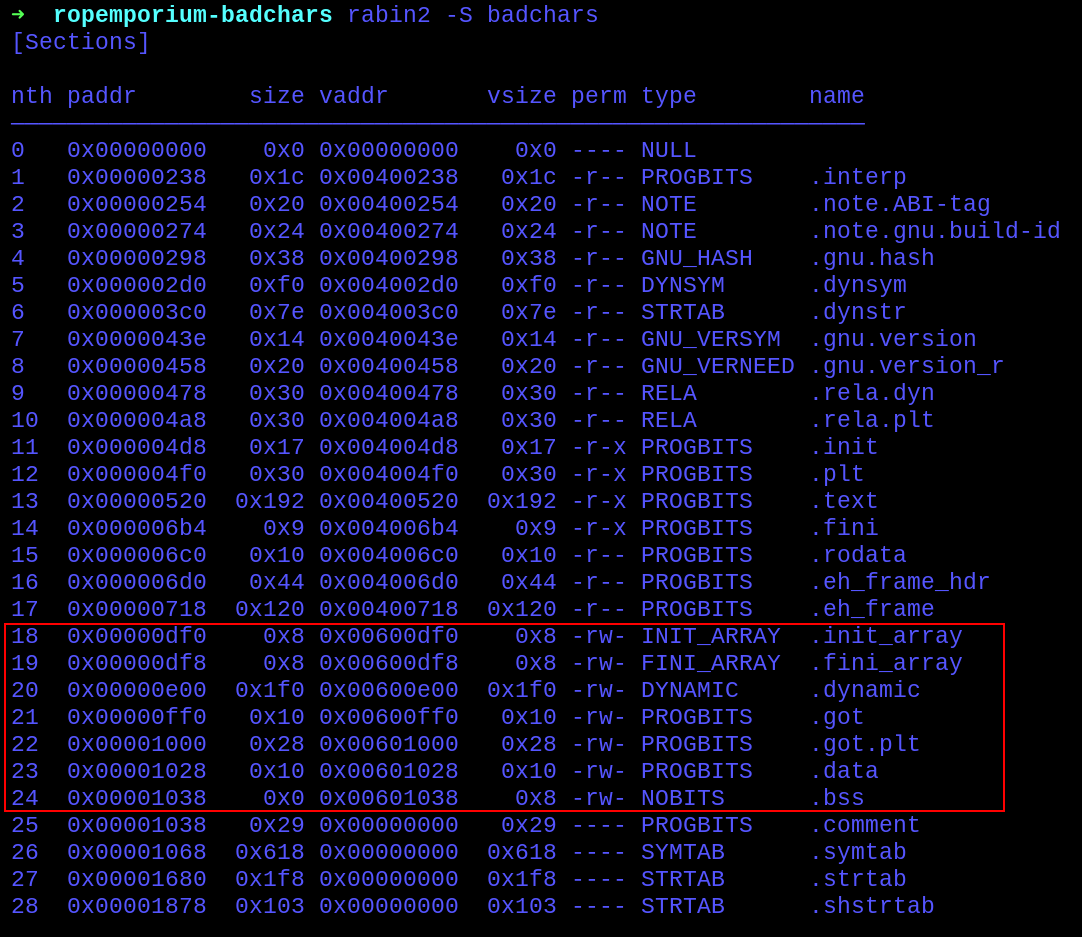 ➜  ropemporium-badchars rabin2 -S badchars
[Sections]
nth paddr        size vaddr       vsize perm type        name
0   0x00000000    0x0 0x00000000    0x0 ---- NULL
1   0x00000238   0x1c 0x00400238   0x1c -r-- PROGBITS    .interp
2   0x00000254   0x20 0x00400254   0x20 -r-- NOTE        .note.ABI-tag
3   0x00000274   0x24 0x00400274   0x24 -r-- NOTE        .note.gnu.build-id
4   0x00000298   0x38 0x00400298   0x38 -r-- GNU_HASH    .gnu.hash
5   0x000002d0   0xf0 0x004002d0   0xf0 -r-- DYNSYM      .dynsym
6   0x000003c0   0x7e 0x004003c0   0x7e -r-- STRTAB      .dynstr
7   0x0000043e   0x14 0x0040043e   0x14 -r-- GNU_VERSYM  .gnu.version
8   0x00000458   0x20 0x00400458   0x20 -r-- GNU_VERNEED .gnu.version_r
9   0x00000478   0x30 0x00400478   0x30 -r-- RELA        .rela.dyn
10  0x000004a8   0x30 0x004004a8   0x30 -r-- RELA        .rela.plt
11  0x000004d8   0x17 0x004004d8   0x17 -r-x PROGBITS    .init
12  0x000004f0   0x30 0x004004f0   0x30 -r-x PROGBITS    .plt
13  0x00000520  0x192 0x00400520  0x192 -r-x PROGBITS    .text
14  0x000006b4    0x9 0x004006b4    0x9 -r-x PROGBITS    .fini
15  0x000006c0   0x10 0x004006c0   0x10 -r-- PROGBITS    .rodata
16  0x000006d0   0x44 0x004006d0   0x44 -r-- PROGBITS    .eh_frame_hdr
17  0x00000718  0x120 0x00400718  0x120 -r-- PROGBITS    .eh_frame
18  0x00000df0    0x8 0x00600df0    0x8 -rw- INIT_ARRAY  .init_array
19  0x00000df8    0x8 0x00600df8    0x8 -rw- FINI_ARRAY  .fini_array
20  0x00000e00  0x1f0 0x00600e00  0x1f0 -rw- DYNAMIC     .dynamic
21  0x00000ff0   0x10 0x00600ff0   0x10 -rw- PROGBITS    .got
22  0x00001000   0x28 0x00601000   0x28 -rw- PROGBITS    .got.plt
23  0x00001028   0x10 0x00601028   0x10 -rw- PROGBITS    .data
24  0x00001038    0x0 0x00601038    0x8 -rw- NOBITS      .bss
25  0x00001038   0x29 0x00000000   0x29 ---- PROGBITS    .comment
26  0x00001068  0x618 0x00000000  0x618 ---- SYMTAB      .symtab
27  0x00001680  0x1f8 0x00000000  0x1f8 ---- STRTAB      .strtab
28  0x00001878  0x103 0x00000000  0x103 ---- STRTAB      .shstrtab